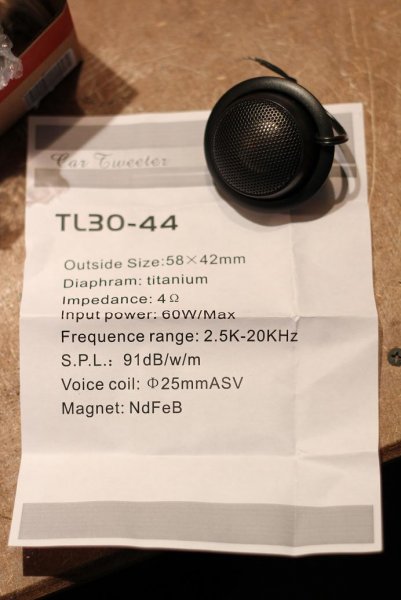 Car Tweeter
TL30-44
Outside Size:58×42mm
Diaphram: titanium
Impedance: 4Ω
Input power: 60W/Max
Frequence range: 2.5K-20KHz
S.P.L.: 91dB/w/m
Voice coil: Φ25mmASV
Magnet: NdFeB